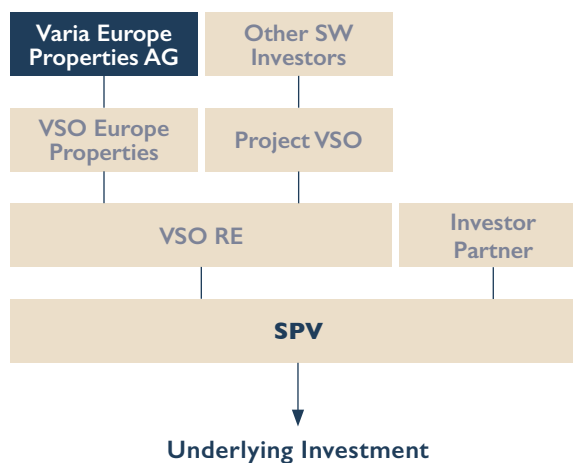 Varia Europe
Properties AG
Other SW
Investors
VSO Europe
Properties
Project VSO
VSO RE
Investor
Partner
SPV
Underlying Investment